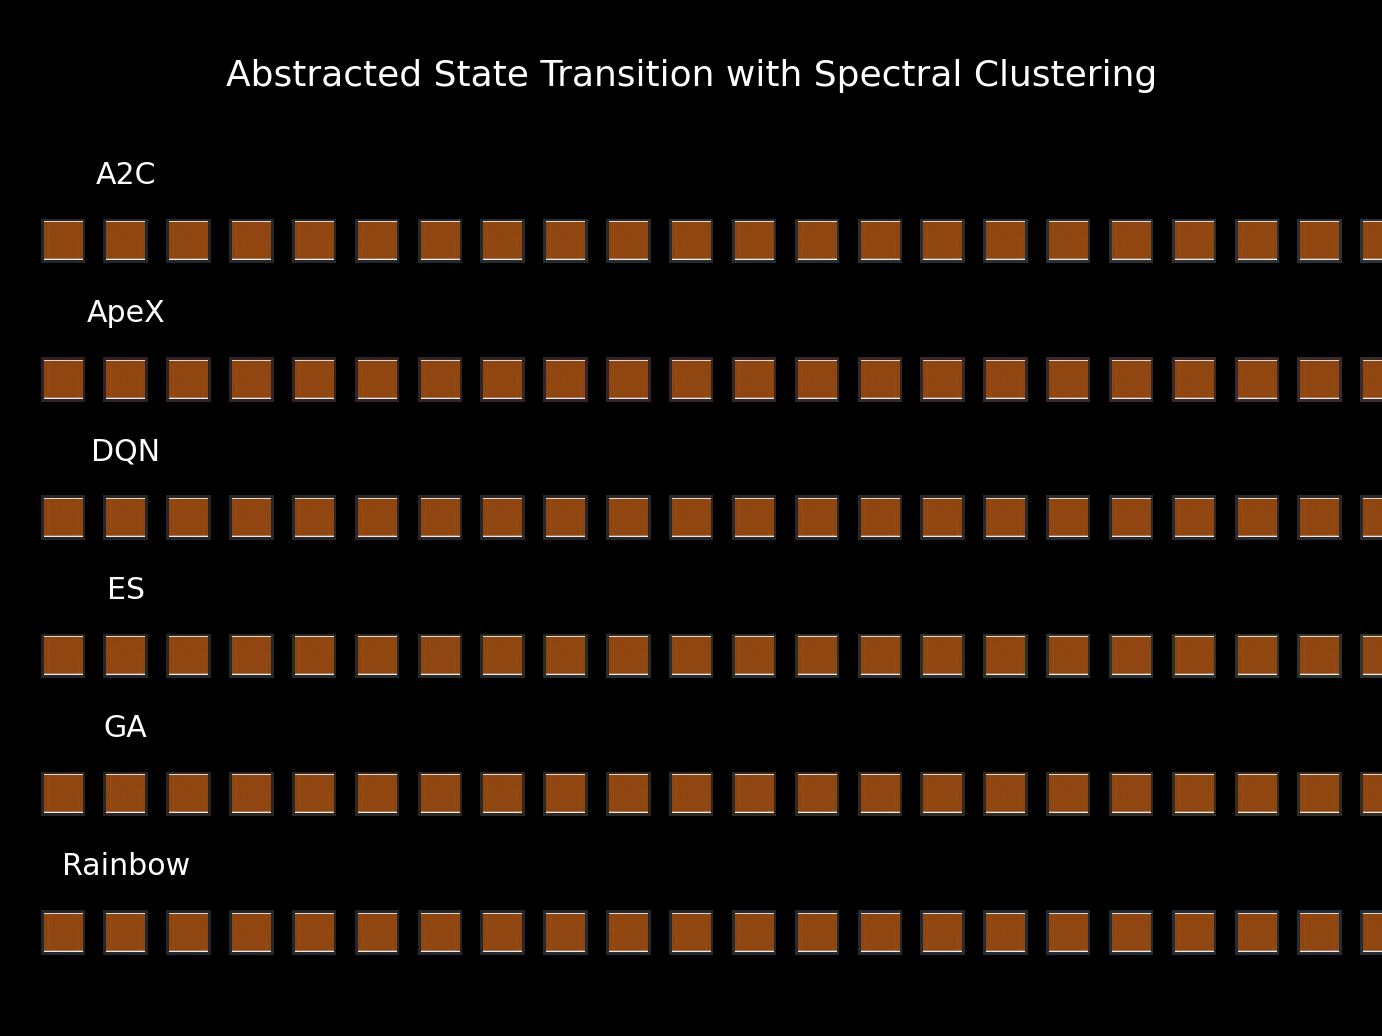 Abstracted State Transition with Spectral Clustering
A2C
ApeX
DQN
ES
GA
Rainbow